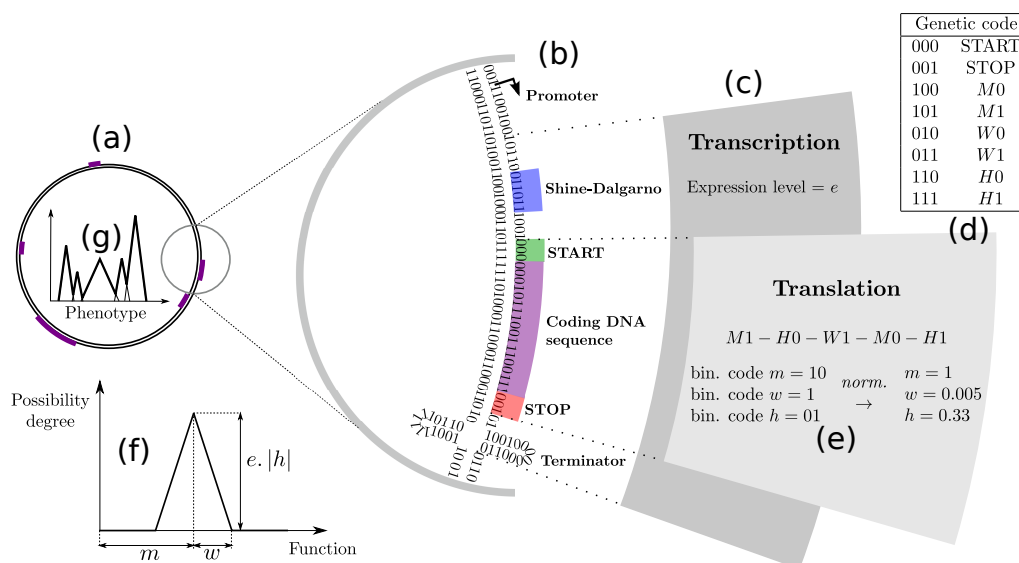 (a)
(g)
Phenotype
(b)
Promoter
Shine-Dalgarno
START
Coding DNA
sequence
STOP
Terminator
1001
0110
(c)
Transcription
Expression level = e
Genetic code
000 START
001 STOP
100 M0
101 M1
010 W0
011 W1
110 H0
111 H1
(d)
Translation
M1 − H0 − W1 − M0 − H1
bin. code m = 10 norm. m = 1
bin. code w = 1 → w = 0.005
bin. code h = 01 h = 0.33
(e)
Possibility
degree
(f)
e. |h|
m
w
Function